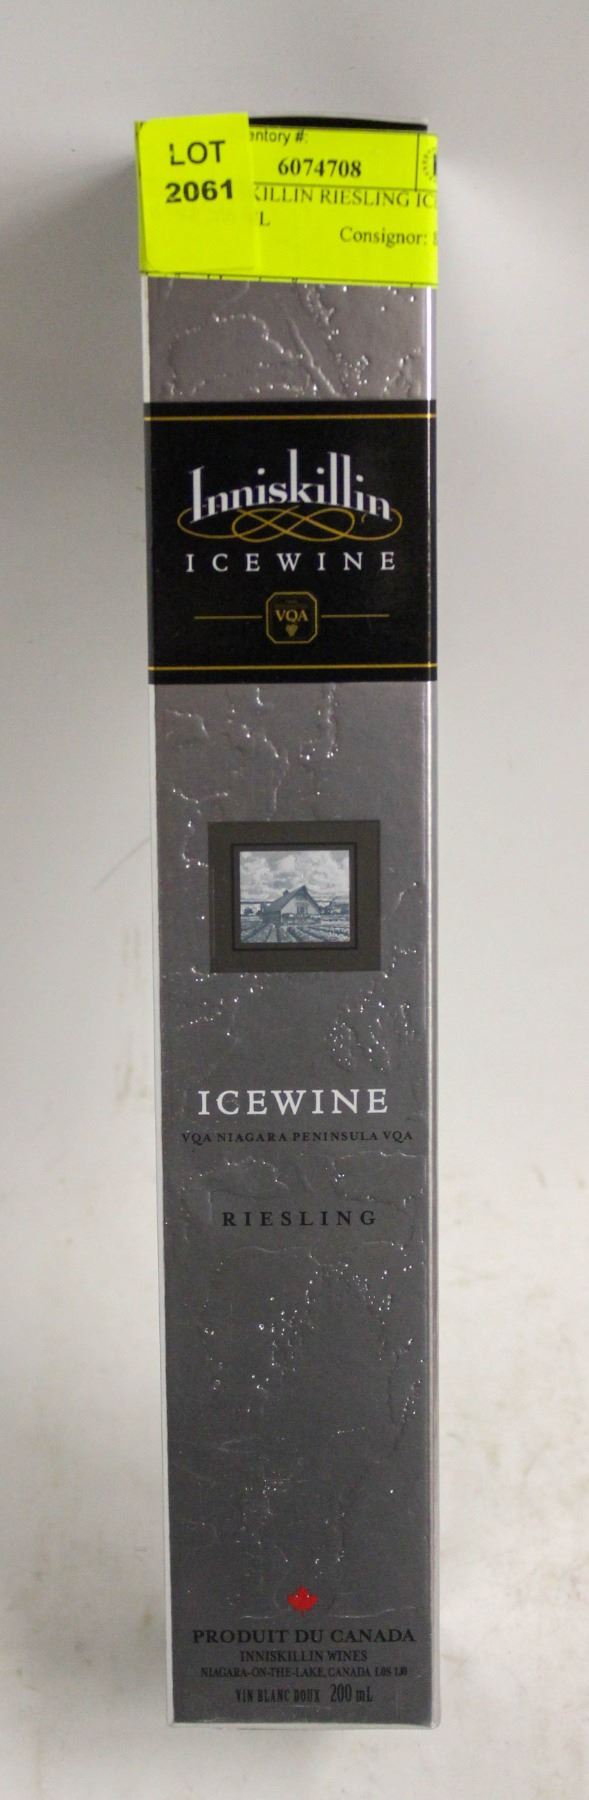 LOT
2061
entory #:
6074708
KILLIN RIESLING IC
L
Consignor:
Inniskillin
ICEWINE
VQA
ICEWINE
VQA NIAGARA PENINSULA VQA
RIESLING
PRODUIT DU CANADA
INNISKILLIN WINES
NIAGARA-ON-THE-LAKE, CANADA L0S 1J0
VIN BLANC DOUX 200 mL